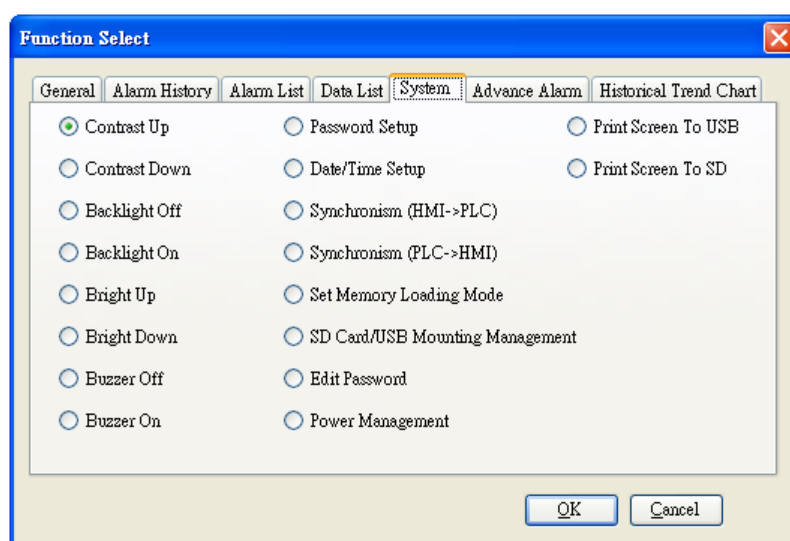 Function Select
General Alarm History Alarm List Data List System Advance Alarm Historical Trend Chart
Contrast Up Password Setup Print Screen To USB
Contrast Down Date/Time Setup Print Screen To SD
Backlight Off Synchronism (HMI->PLC)
Backlight On Synchronism (PLC->HMI)
Bright Up Set Memory Loading Mode
Bright Down SD Card/USB Mounting Management
Buzzer Off Edit Password
Buzzer On Power Management
OK Cancel